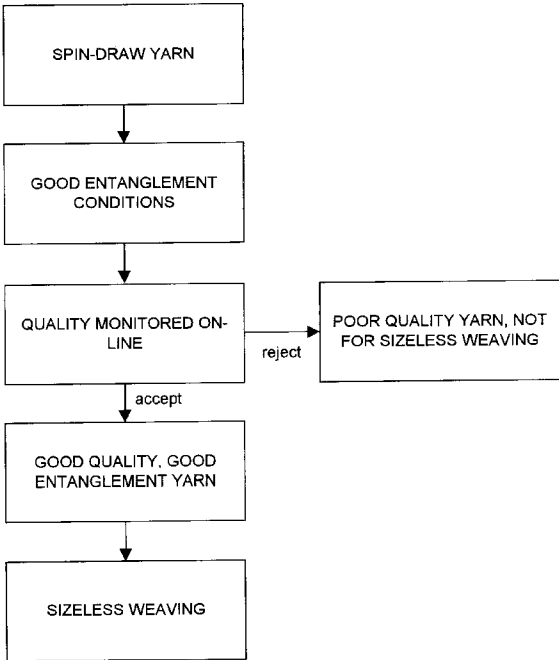 SPIN-DRAW YARN
GOOD ENTANGLEMENT
CONDITIONS
QUALITY MONITORED ON-
LINE
reject
POOR QUALITY YARN, NOT
FOR SIZELESS WEAVING
accept
GOOD QUALITY, GOOD
ENTANGLEMENT YARN
SIZELESS WEAVING